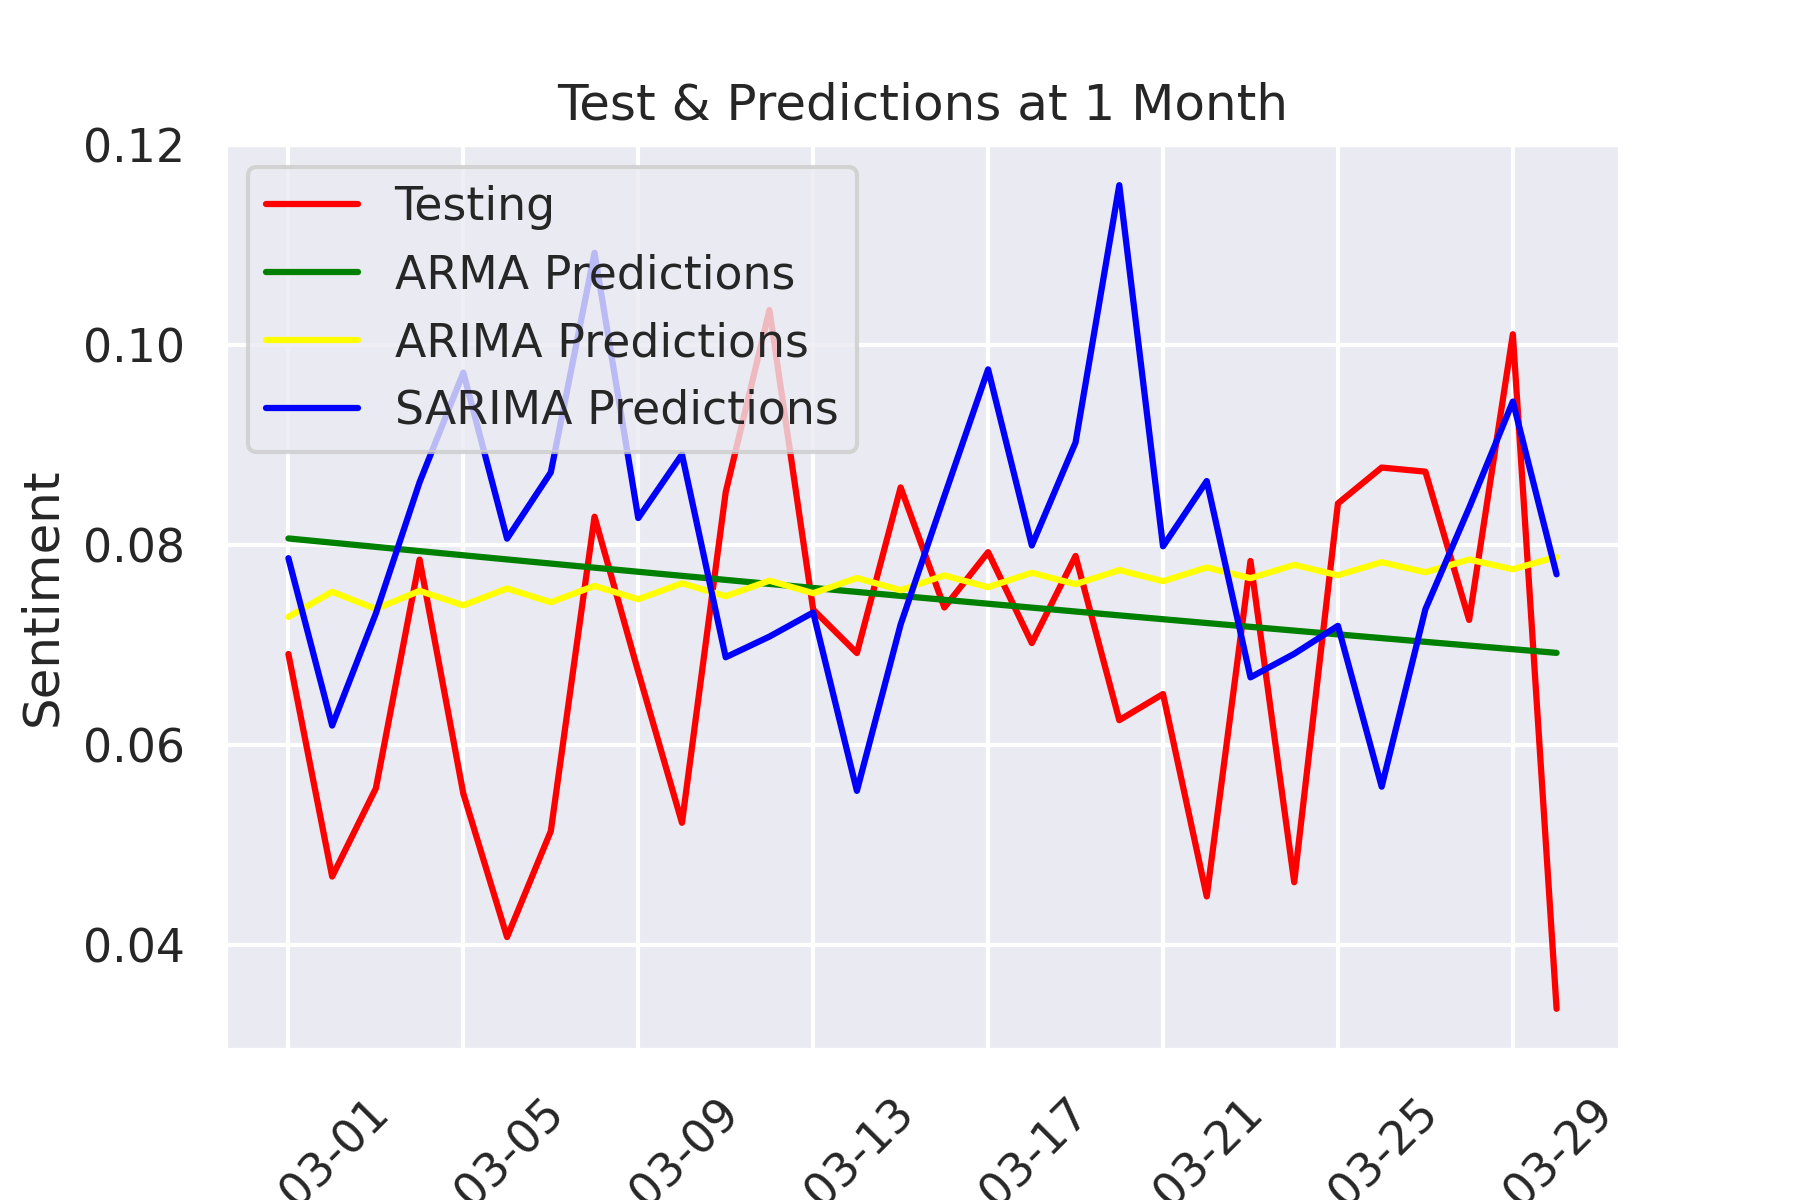 Test & Predictions at 1 Month
0.12
0.10
0.08
0.06
0.04
Sentiment
Testing
ARMA Predictions
ARIMA Predictions
SARIMA Predictions
03-01
03-05
03-09
03-13
03-17
03-21
03-25
03-29